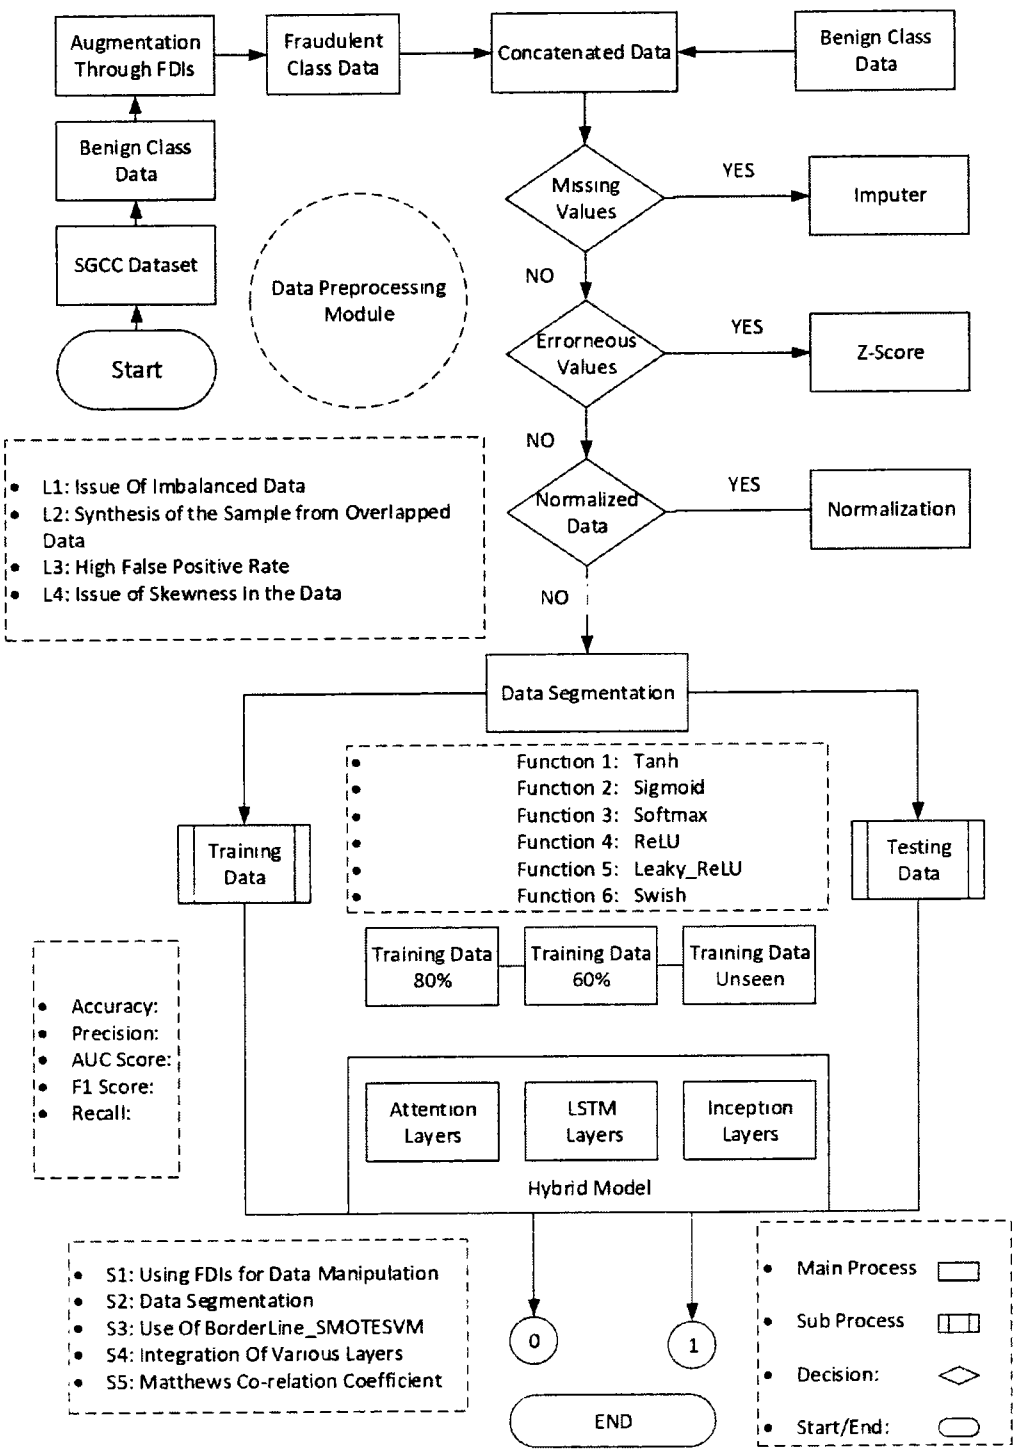 Augmentation
Through FDIs
Fraudulent
Class Data
Concatenated Data
Benign Class
Data
Benign Class
Data
SGCC Dataset
Start
Data Preprocessing
Module
Missing
Values
YES
Imputer
NO
Errorneous
Values
YES
Z-Score
NO
Normalized
Data
YES
Normalization
NO
• L1: Issue Of Imbalanced Data
• L2: Synthesis of the Sample from Overlapped
Data
• L3: High False Positive Rate
• L4: Issue of Skewness In the Data
Data Segmentation
Training
Data
• Function 1: Tanh
• Function 2: Sigmoid
• Function 3: Softmax
• Function 4: ReLU
• Function 5: Leaky_ReLU
• Function 6: Swish
Testing
Data
Training Data
80%
Training Data
60%
Training Data
Unseen
• Accuracy:
• Precision:
• AUC Score:
• F1 Score:
• Recall:
Attention
Layers
LSTM
Layers
Inception
Layers
Hybrid Model
• S1: Using FDIs for Data Manipulation
• S2: Data Segmentation
• S3: Use Of BorderLine_SMOTESVM
• S4: Integration Of Various Layers
• S5: Matthews Co-relation Coefficient
0
1
END
• Main Process
• Sub Process
• Decision:
• Start/End: